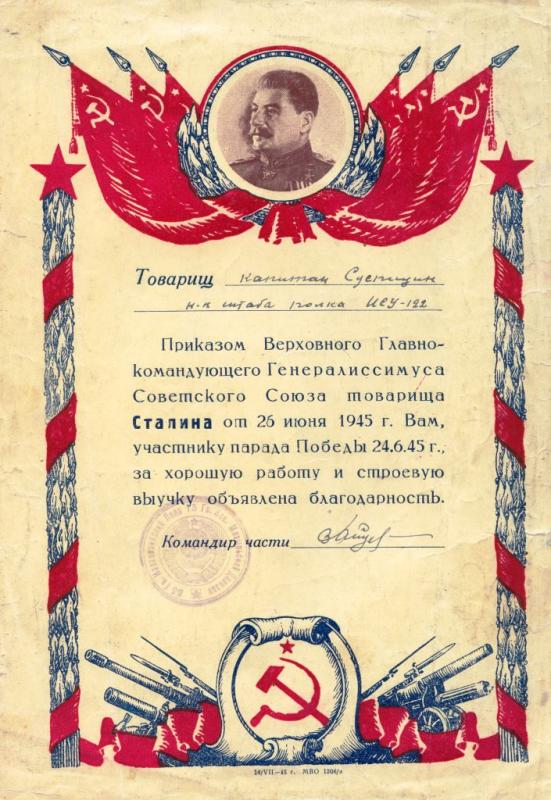 Товарищ капитан Суспицин
н-к штаба полка ИСУ-122
Приказом Верховного Главно-
командующего Генералиссимуса
Советского Союза товарища
Сталина от 26 июня 1945 г. Вам,
участнику парада Победы 24.6.45 г.,
за хорошую работу и строевую
выучку объявлена благодарность.
Командир части
24/VII—45 г. МВО 1304/э